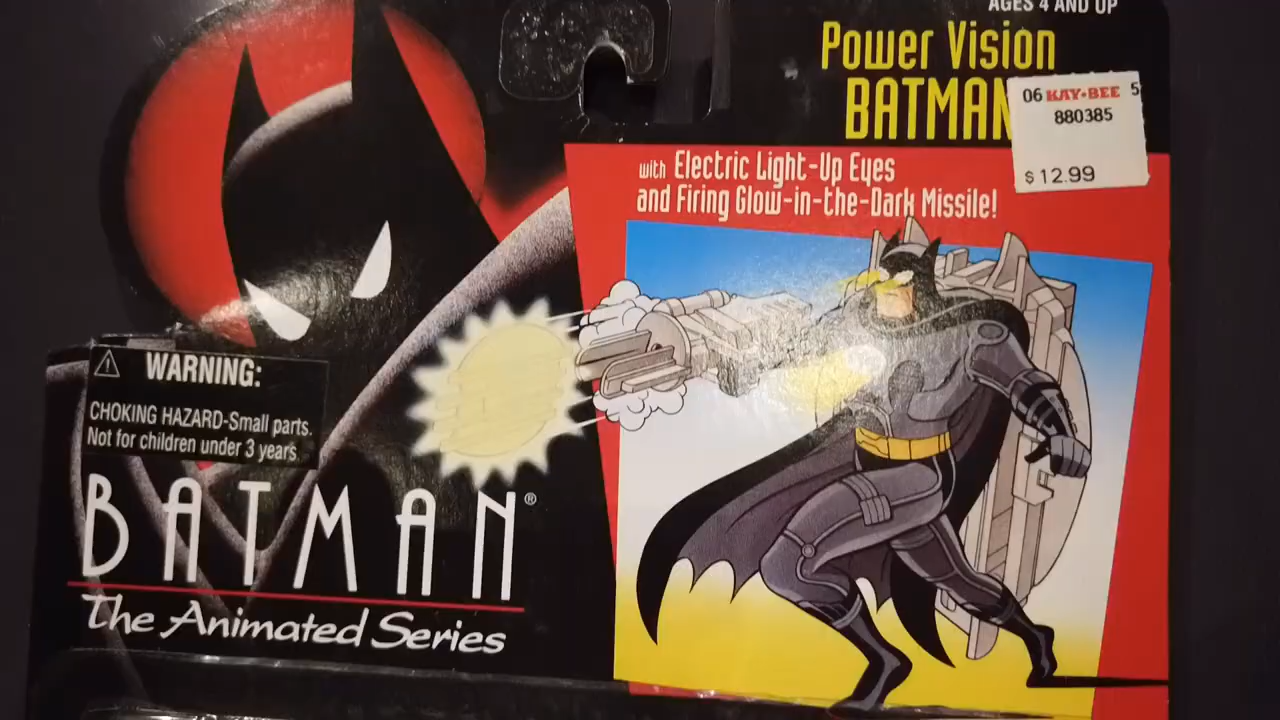 AGES 4 AND UP
Power Vision
BATMAN
06 KAY-BEE 5
880385
$12.99
with Electric Light-Up Eyes
and Firing Glow-in-the-Dark Missile!
⚠ WARNING:
CHOKING HAZARD-Small parts.
Not for children under 3 years.
BATMAN®
The Animated Series